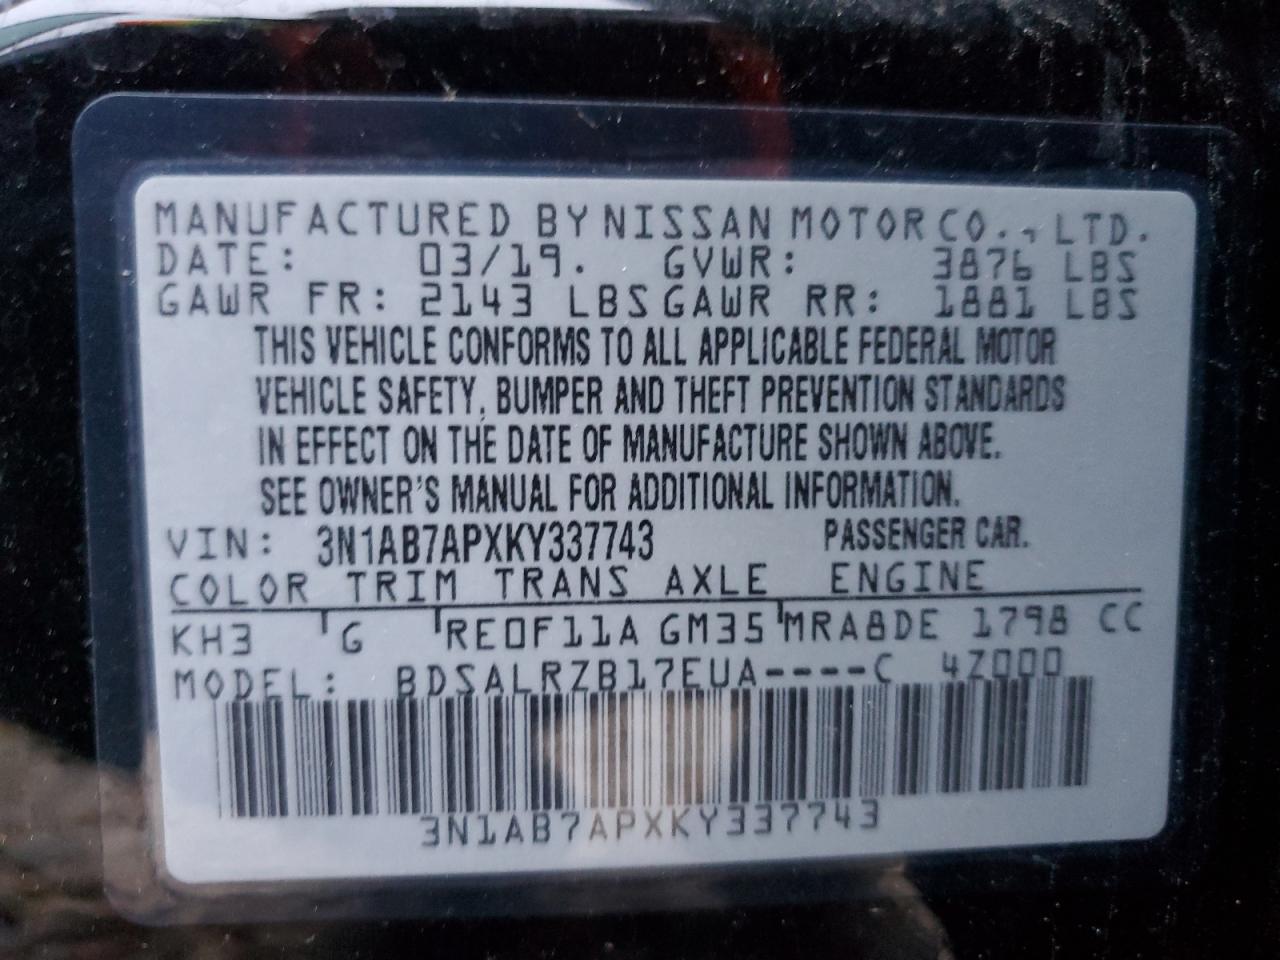 MANUFACTURED BY NISSAN MOTOR CO., LTD.
DATE: 03/19. GVWR: 3876 LBS
GAWR FR: 2143 LBS GAWR RR: 1881 LBS
THIS VEHICLE CONFORMS TO ALL APPLICABLE FEDERAL MOTOR
VEHICLE SAFETY, BUMPER AND THEFT PREVENTION STANDARDS
IN EFFECT ON THE DATE OF MANUFACTURE SHOWN ABOVE.
SEE OWNER'S MANUAL FOR ADDITIONAL INFORMATION.
VIN: 3N1AB7APXKY337743 PASSENGER CAR.
COLOR TRIM TRANS AXLE ENGINE
KH3 G RE0F11A GM35 MRA8DE 1798 CC
MODEL: BDSALRZB17EUA----C 4Z000
3N1AB7APXKY337743